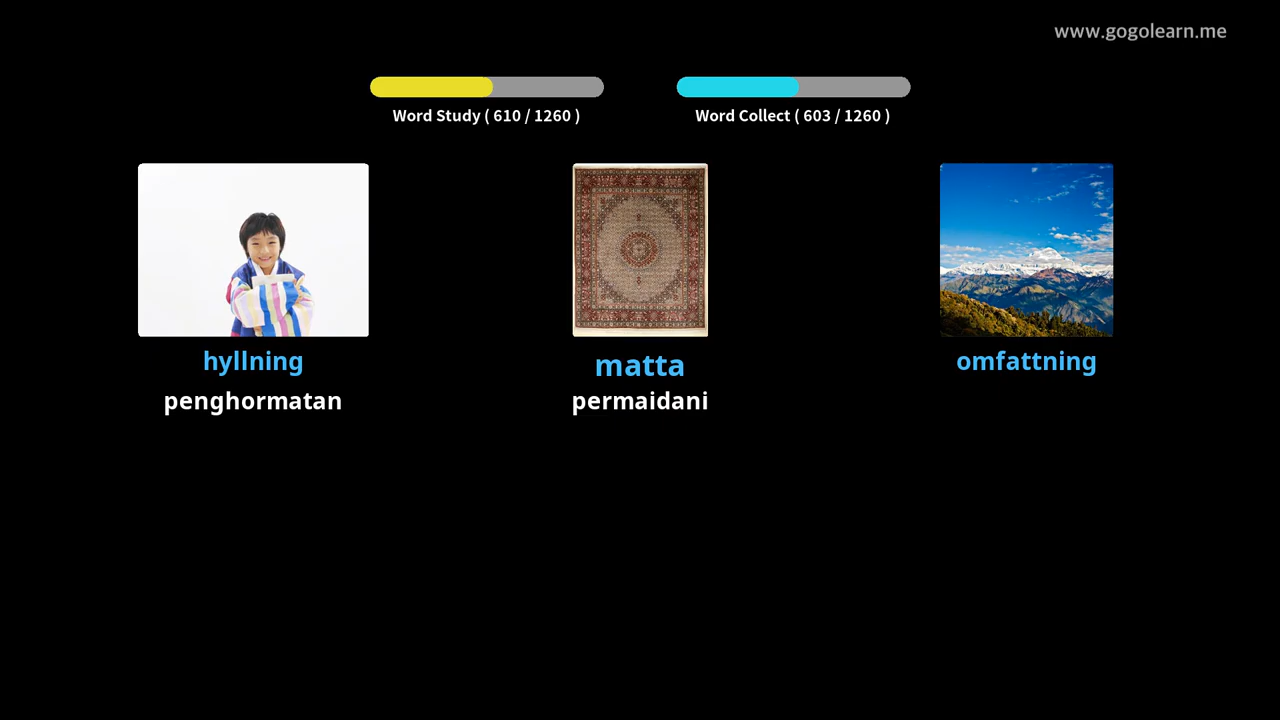 www.gogolearn.me
Word Study ( 610 / 1260 )
Word Collect ( 603 / 1260 )
hyllning
matta
omfattning
penghormatan
permaidani